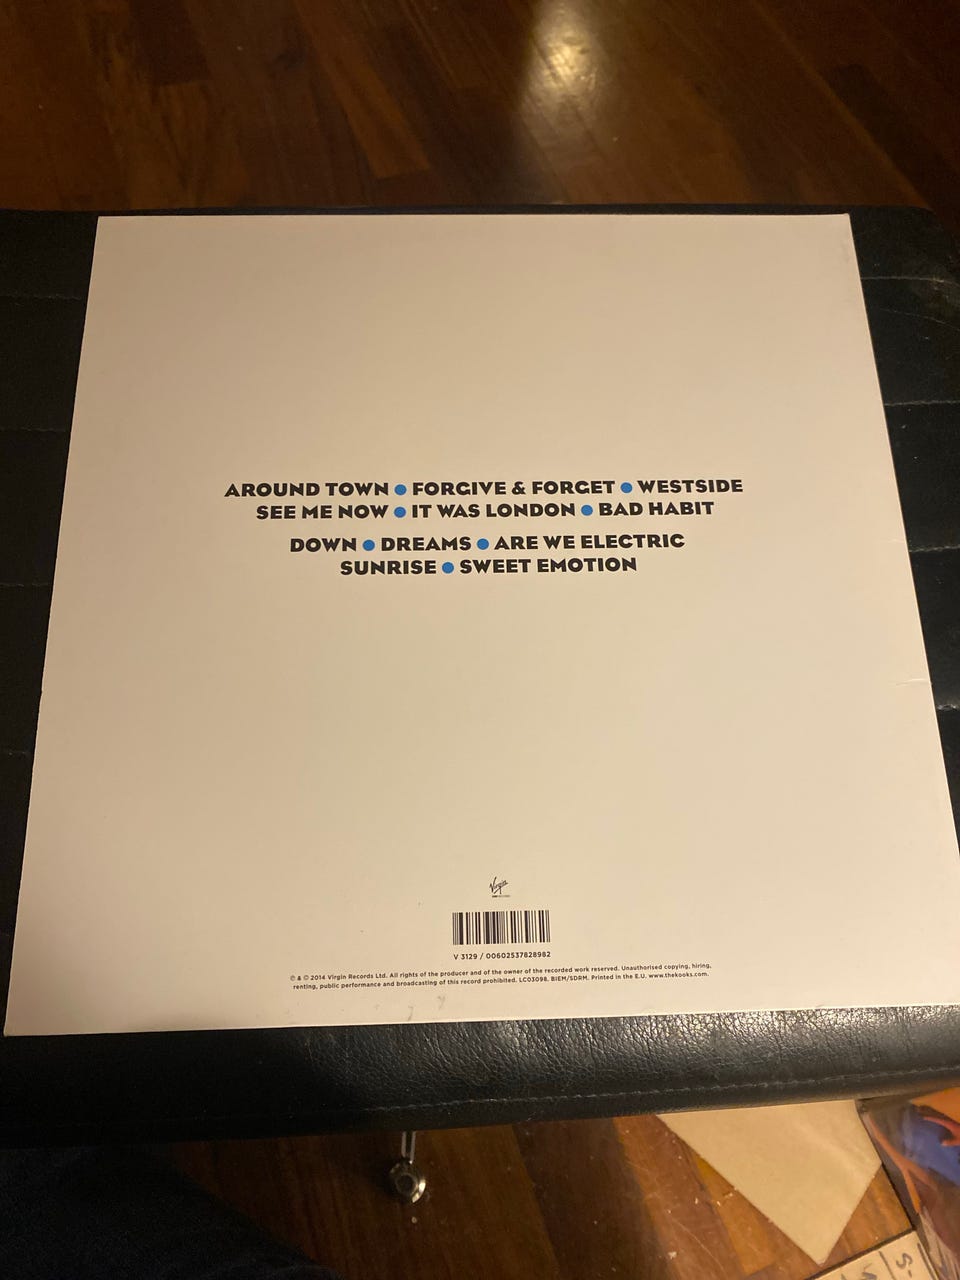 AROUND TOWN ● FORGIVE & FORGET ● WESTSIDE
SEE ME NOW ● IT WAS LONDON ● BAD HABIT
DOWN ● DREAMS ● ARE WE ELECTRIC
SUNRISE ● SWEET EMOTION
Virgin
V 3129 / 00602537828982
℗ & © 2014 Virgin Records Ltd. All rights of the producer and of the owner of the recorded work reserved. Unauthorised copying, hiring,
renting, public performance and broadcasting of this record prohibited. LC03098. BIEM/SDRM. Printed in the E.U. www.thekooks.com.